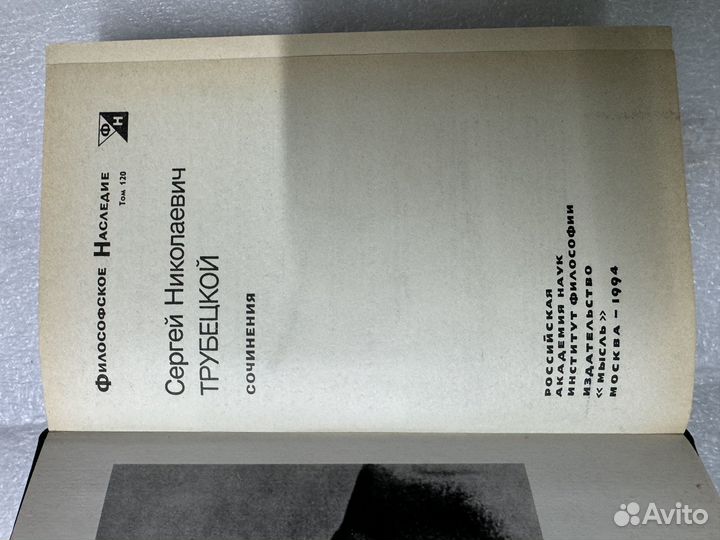 Философское Наследие
Том 120
ФН
Сергей Николаевич
ТРУБЕЦКОЙ
СОЧИНЕНИЯ
РОССИЙСКАЯ
АКАДЕМИЯ НАУК
ИНСТИТУТ ФИЛОСОФИИ
ИЗДАТЕЛЬСТВО
«МЫСЛЬ»
МОСКВА – 1994
Avito